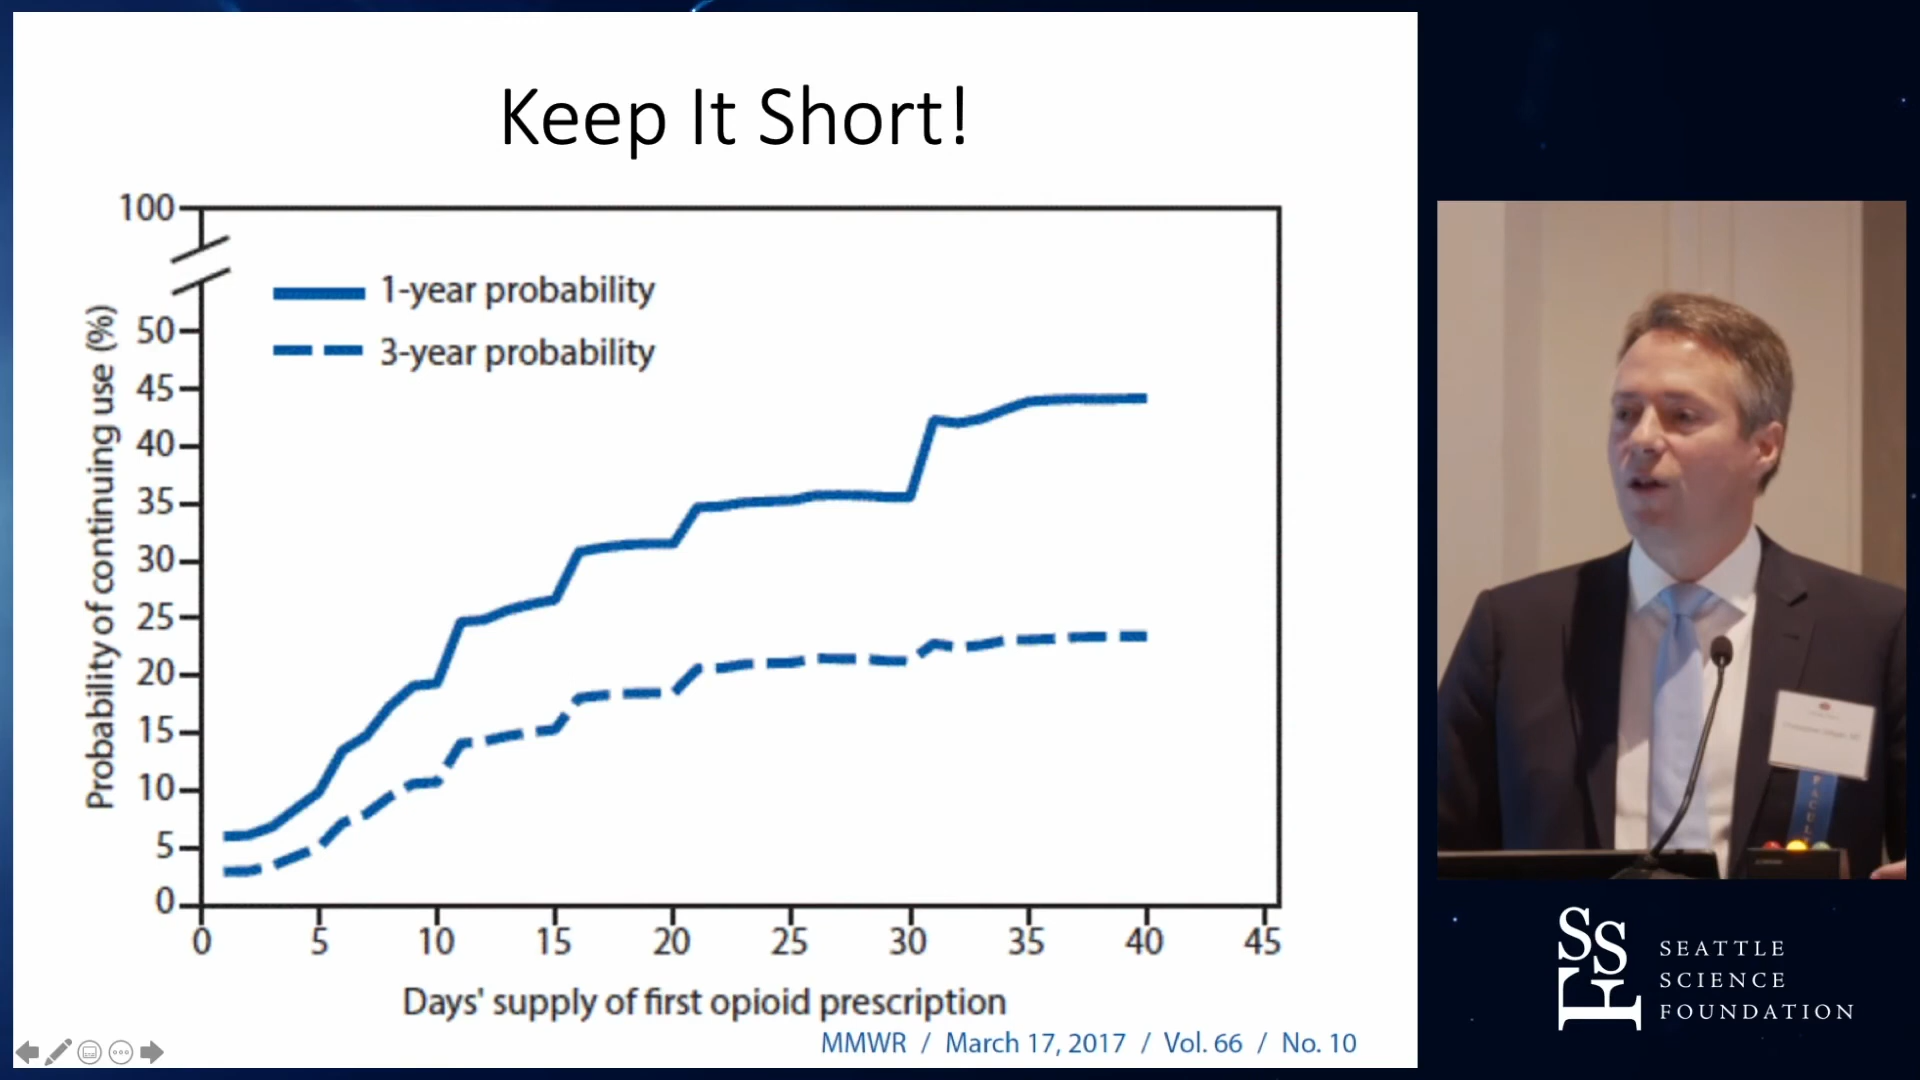 Keep It Short!
100
1-year probability
3-year probability
Probability of continuing use (%)
50
45
40
35
30
25
20
15
10
5
0
0 5 10 15 20 25 30 35 40 45
Days' supply of first opioid prescription
MMWR / March 17, 2017 / Vol. 66 / No. 10
SSF
SEATTLE
SCIENCE
FOUNDATION